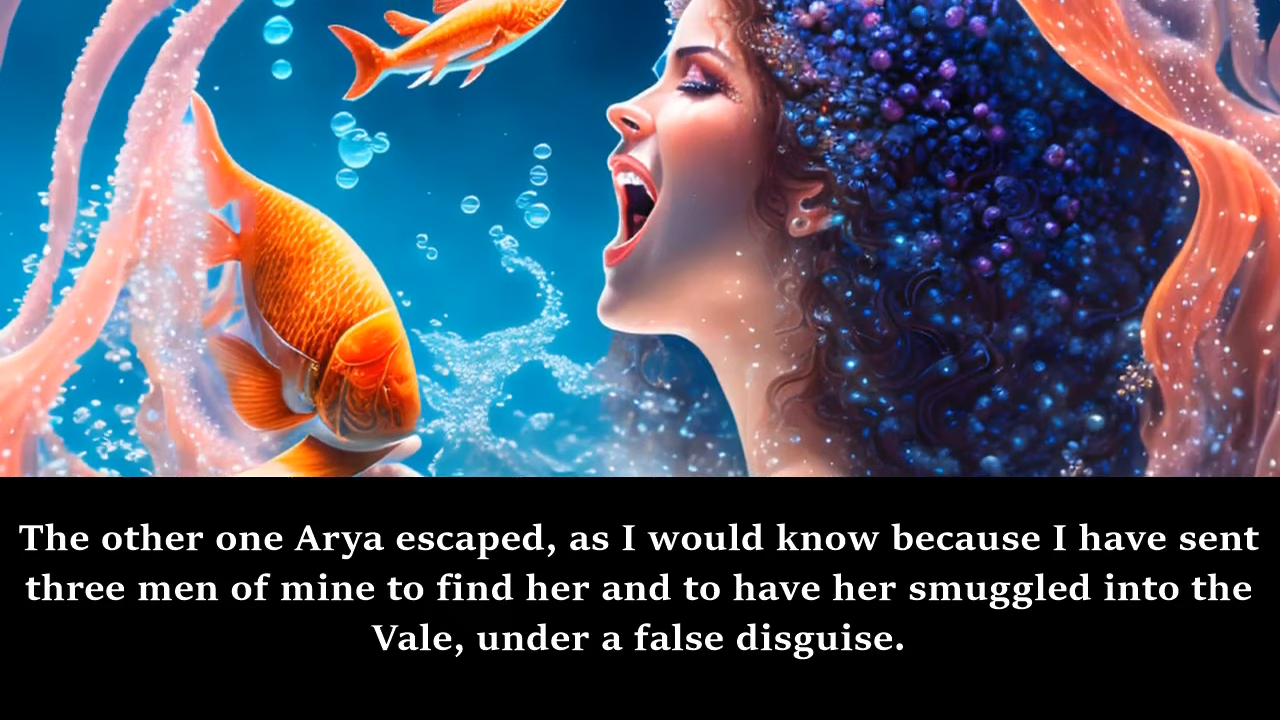 The other one Arya escaped, as I would know because I have sent
three men of mine to find her and to have her smuggled into the
Vale, under a false disguise.